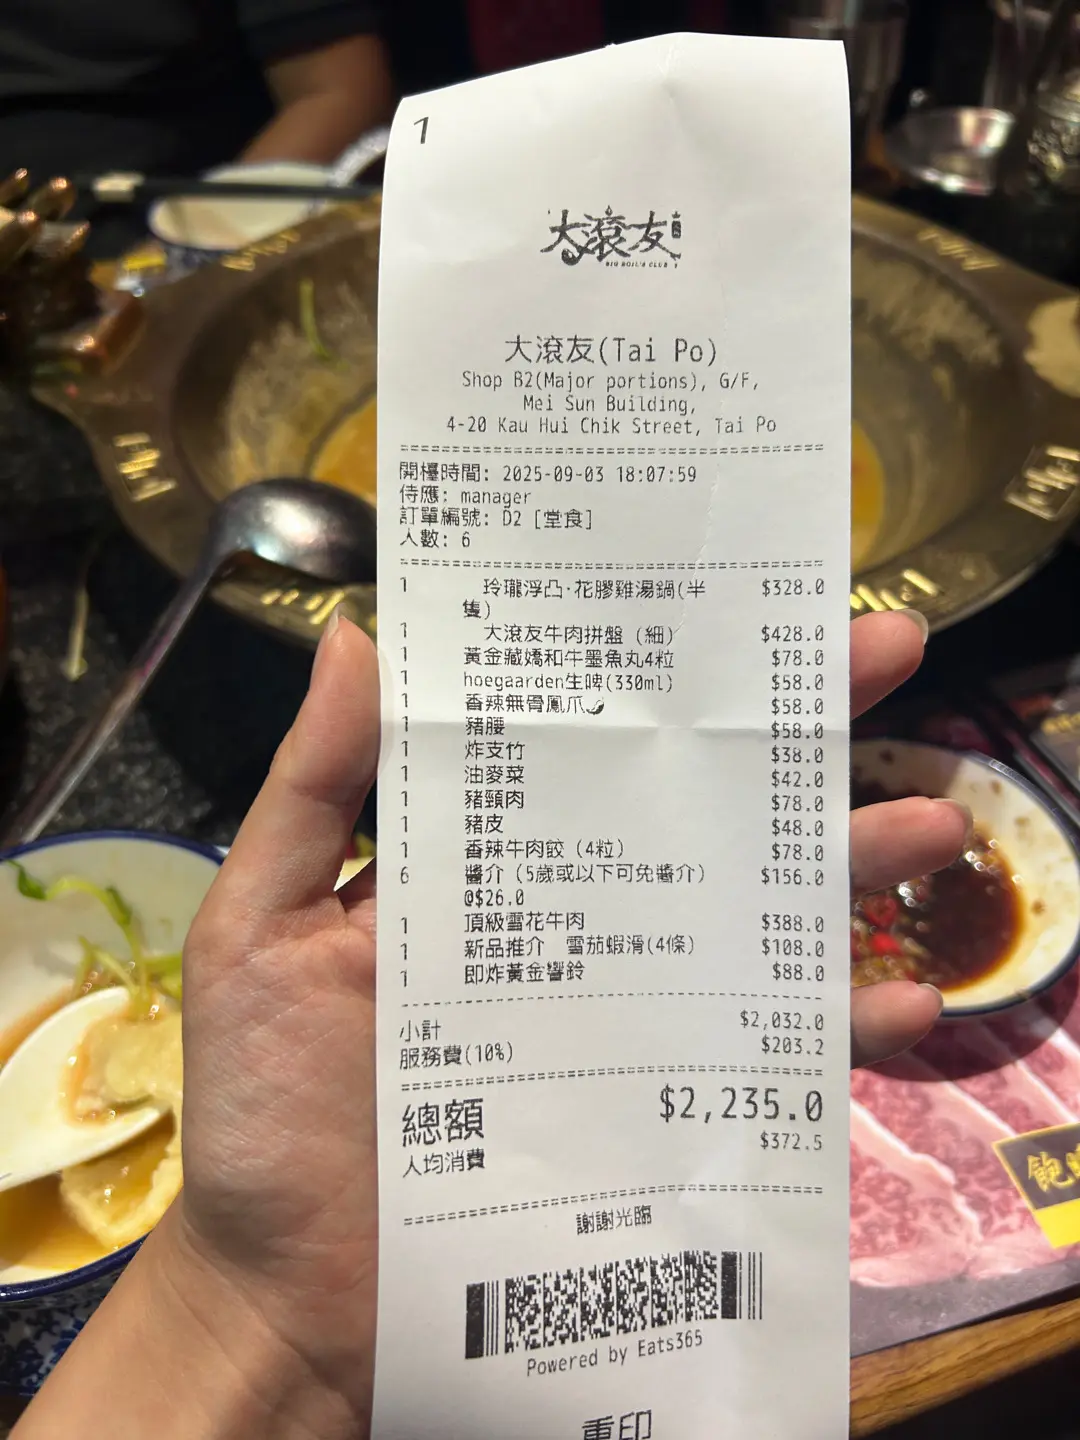 1
大滾友
BIG BOIL'S CLUB
大滾友(Tai Po)
Shop B2(Major portions), G/F,
Mei Sun Building,
4-20 Kau Hui Chik Street, Tai Po
開檯時間: 2025-09-03 18:07:59
侍應: manager
訂單編號: D2 [堂食]
人數: 6
1 玲瓏浮凸·花膠雞湯鍋(半 $328.0
隻)
1 大滾友牛肉拼盤 (細) $428.0
1 黃金藏嬌和牛墨魚丸4粒 $78.0
1 hoegaarden生啤(330ml) $58.0
1 香辣無骨鳳爪🌶 $58.0
1 豬腰 $58.0
1 炸支竹 $38.0
1 油麥菜 $42.0
1 豬頸肉 $78.0
1 豬皮 $48.0
1 香辣牛肉餃 (4粒) $78.0
6 醬介 (5歲或以下可免醬介) $156.0
@$26.0
1 頂級雪花牛肉 $388.0
1 新品推介 雪茄蝦滑(4條) $108.0
1 即炸黃金響鈴 $88.0
小計 $2,032.0
服務費(10%) $203.2
總額 $2,235.0
人均消費 $372.5
謝謝光臨
Powered by Eats365
重印
飽